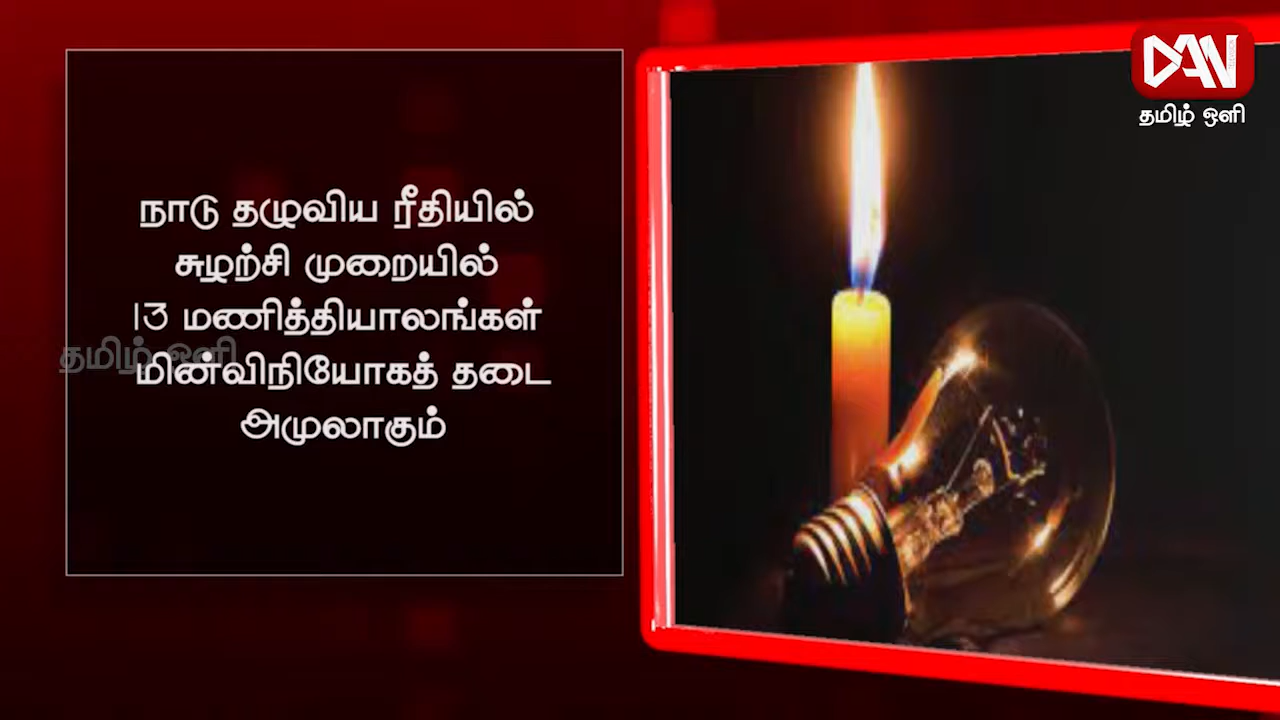 DAN
தமிழ் ஒளி
நாடு தழுவிய ரீதியில்
சுழற்சி முறையில்
13 மணித்தியாலங்கள்
தமிழ் ஒளி
மின்விநியோகத் தடை
அமுலாகும்